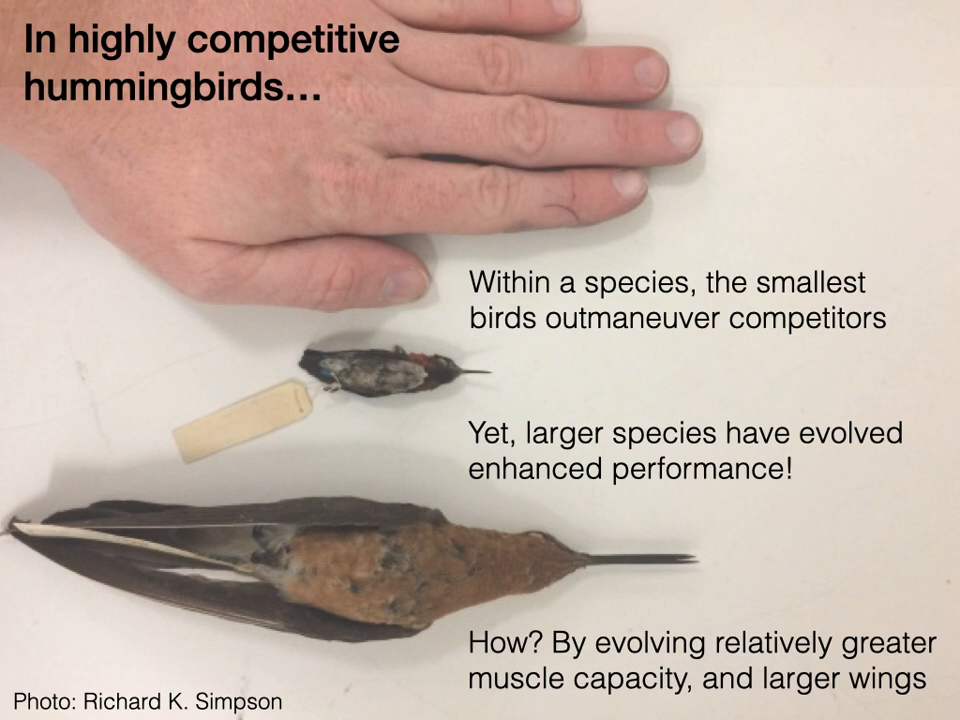 In highly competitive
hummingbirds…
Within a species, the smallest
birds outmaneuver competitors
Yet, larger species have evolved
enhanced performance!
How? By evolving relatively greater
muscle capacity, and larger wings
Photo: Richard K. Simpson